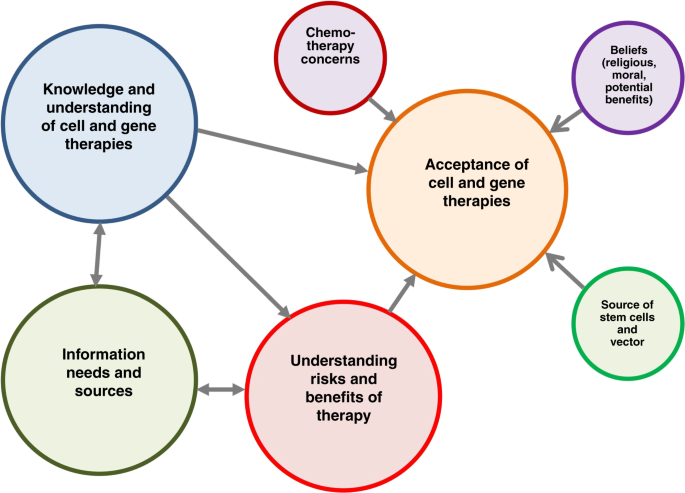 Chemo-
therapy
concerns
Beliefs
(religious,
moral,
potential
benefits)
Knowledge and
understanding
of cell and gene
therapies
Acceptance of
cell and gene
therapies
Source of
stem cells
and
vector
Information
needs and
sources
Understanding
risks and
benefits of
therapy